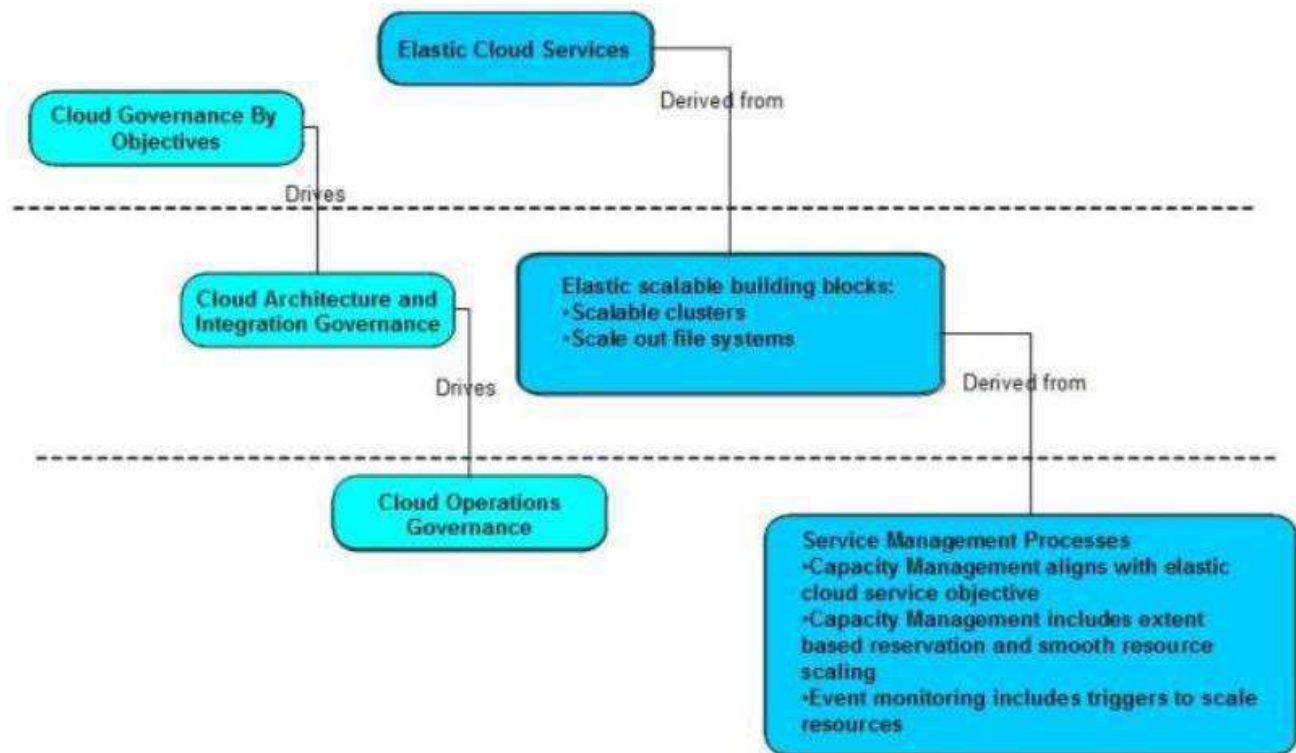 Elastic Cloud Services
Derived from
Cloud Governance By
Objectives
Drives
Elastic scalable building blocks:
•Scalable clusters
•Scale out file systems
Cloud Architecture and
Integration Governance
Drives
Derived from
Cloud Operations
Governance
Service Management Processes
•Capacity Management aligns with elastic
cloud service objective
•Capacity Management includes extent
based reservation and smooth resource
scaling
•Event monitoring includes triggers to scale
resources